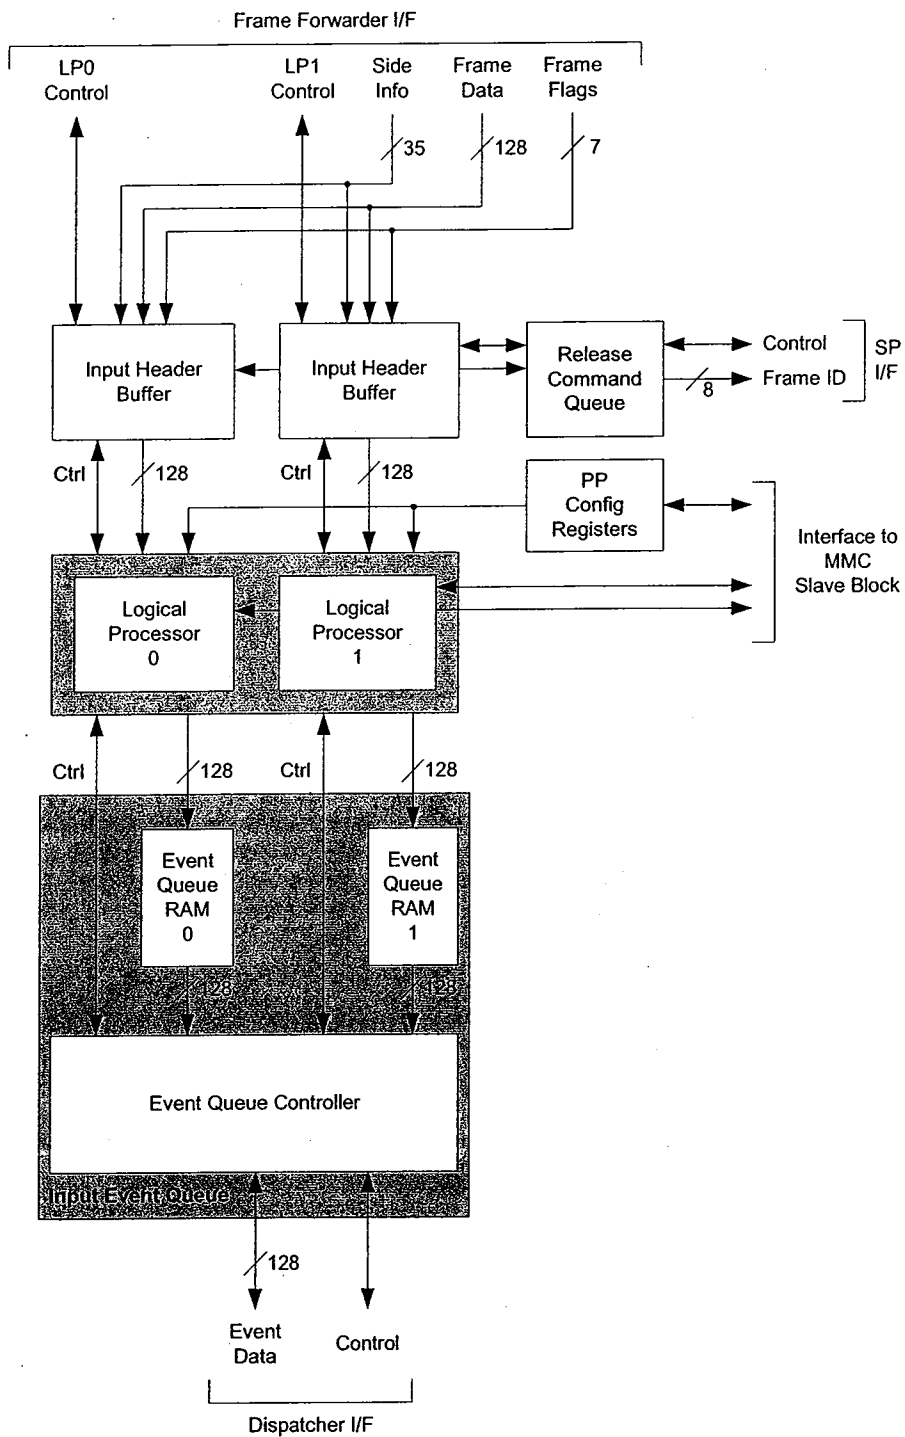 Frame Forwarder I/F
LP0
Control
LP1
Control
Side
Info
Frame
Data
Frame
Flags
35
128
7
Input Header
Buffer
Input Header
Buffer
Release
Command
Queue
Control
Frame ID
8
SP
I/F
Ctrl
128
Ctrl
128
PP
Config
Registers
Interface to
MMC
Slave Block
Logical
Processor
0
Logical
Processor
1
Ctrl
128
Ctrl
128
Event
Queue
RAM
0
Event
Queue
RAM
1
128
128
Event Queue Controller
Input Event Queue
128
Event
Data
Control
Dispatcher I/F